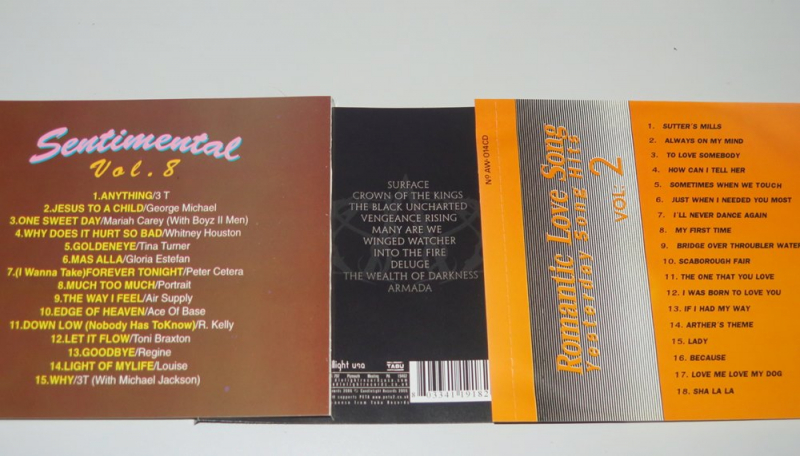 Sentimental
Vol. 8
1.ANYTHING/3 T
2.JESUS TO A CHILD/George Michael
3.ONE SWEET DAY/Mariah Carey (With Boyz II Men)
4.WHY DOES IT HURT SO BAD/Whitney Houston
5.GOLDENEYE/Tina Turner
6.MAS ALLA/Gloria Estefan
7.(I Wanna Take)FOREVER TONIGHT/Peter Cetera
8.MUCH TOO MUCH/Portrait
9.THE WAY I FEEL/Air Supply
10.EDGE OF HEAVEN/Ace Of Base
11.DOWN LOW (Nobody Has ToKnow)/R. Kelly
12.LET IT FLOW/Toni Braxton
13.GOODBYE/Regine
14.LIGHT OF MYLIFE/Louise
15.WHY/3T (With Michael Jackson)
SURFACE
CROWN OF THE KINGS
THE BLACK UNCHARTED
VENGEANCE RISING
MANY ARE WE
WINGED WATCHER
INTO THE FIRE
DELUGE
THE WEALTH OF DARKNESS
ARMADA
TABU
8 03341 19182
Nº AW-014CD
Romantic Love Song
Yesterday Song Hits
VOL. 2
1. SUTTER'S MILLS
2. ALWAYS ON MY MIND
3. TO LOVE SOMEBODY
4. HOW CAN I TELL HER
5. SOMETIMES WHEN WE TOUCH
6. JUST WHEN I NEEDED YOU MOST
7. I'LL NEVER DANCE AGAIN
8. MY FIRST TIME
9. BRIDGE OVER THROUBLER WATER
10. SCABOROUGH FAIR
11. THE ONE THAT YOU LOVE
12. I WAS BORN TO LOVE YOU
13. IF I HAD MY WAY
14. ARTHER'S THEME
15. LADY
16. BECAUSE
17. LOVE ME LOVE MY DOG
18. SHA LA LA